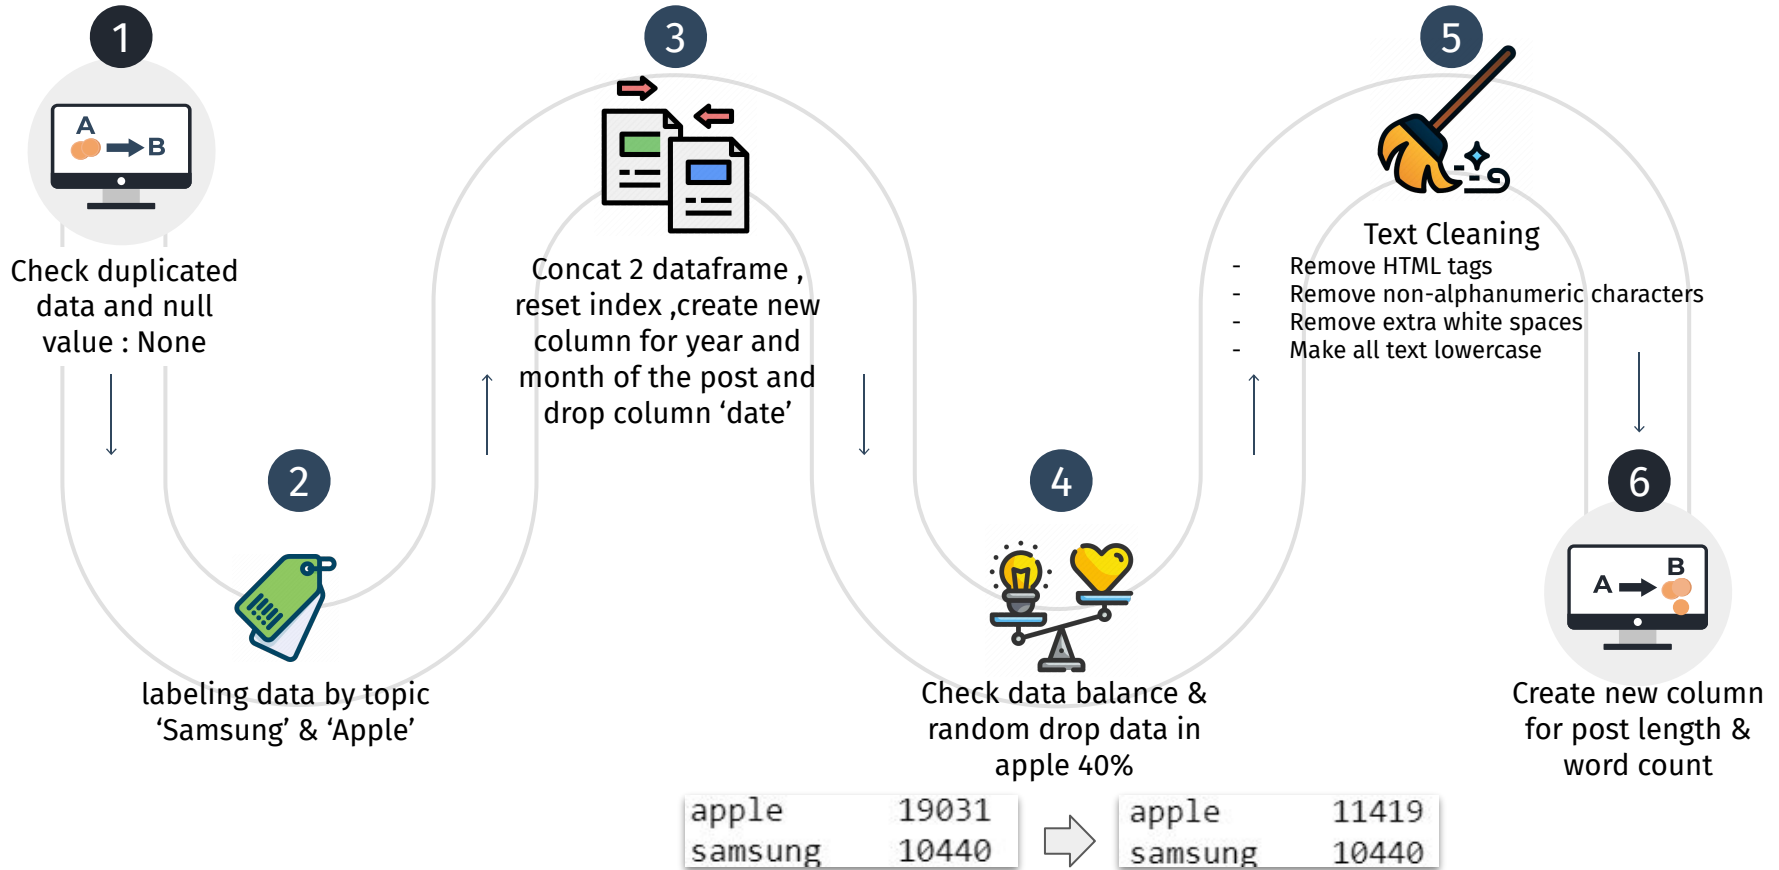 1
A
B
Check duplicated
data and null
value : None
2
labeling data by topic
‘Samsung’ & ‘Apple’
3
Concat 2 dataframe ,
reset index ,create new
column for year and
month of the post and
drop column ‘date’
4
Check data balance &
random drop data in
apple 40%
apple 19031
samsung 10440
apple 11419
samsung 10440
5
Text Cleaning
- Remove HTML tags
- Remove non-alphanumeric characters
- Remove extra white spaces
- Make all text lowercase
6
B
A
Create new column
for post length &
word count